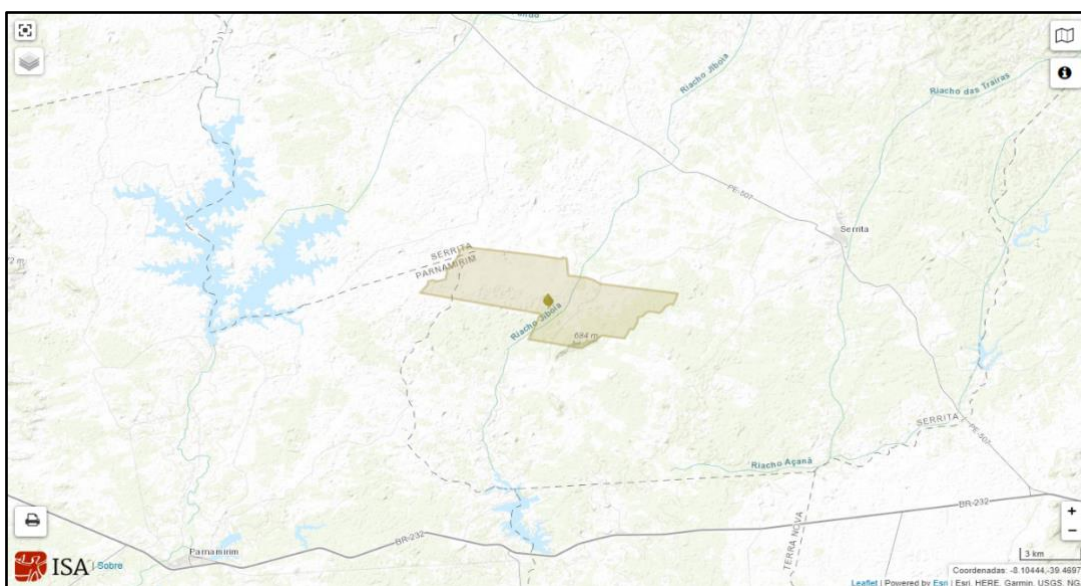 Riacho Jiboia
Riacho das Traíras
PE-507
Serrita
SERRITA
PARNAMIRIM
Riacho Jiboia
684 m
SERRITA
PE-507
Riacho Açanã
TERRA NOVA
BR-232
BR-232
Parnamirim
+
−
3 km
ISA
Sobre
Coordenadas: -8.10444,-39.4697
Leaflet | Powered by Esri | Esri, HERE, Garmin, USGS, NG